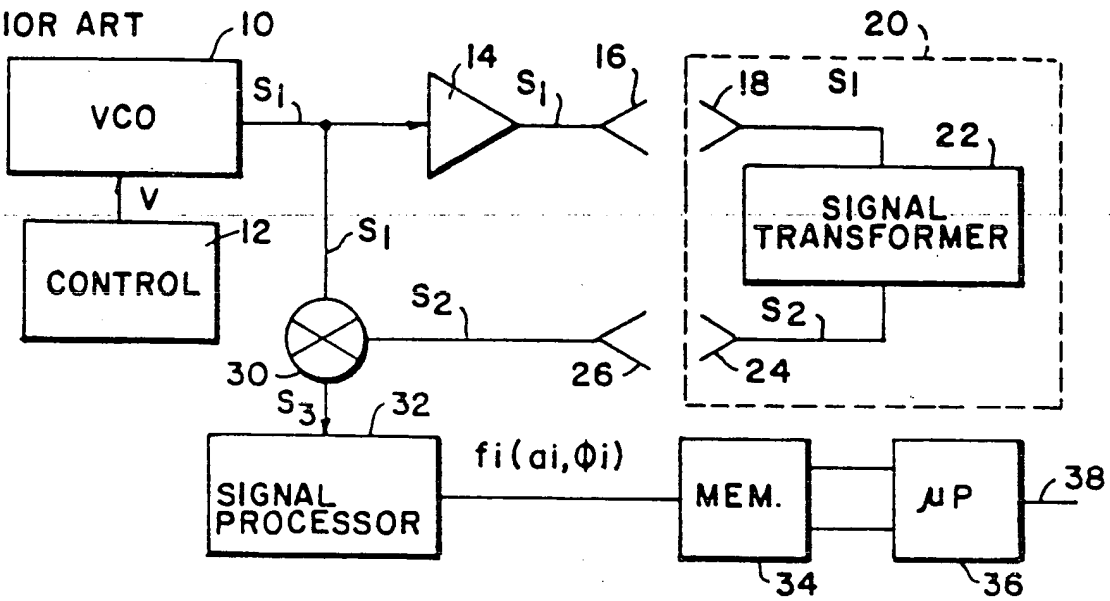 IOR ART
10
20
14
16
18
S1
S1
S1
VCO
22
V
12
SIGNAL
TRANSFORMER
S1
CONTROL
S2
S2
30
26
24
S3
32
fi(ai,Φi)
38
SIGNAL
PROCESSOR
MEM.
μP
34
36